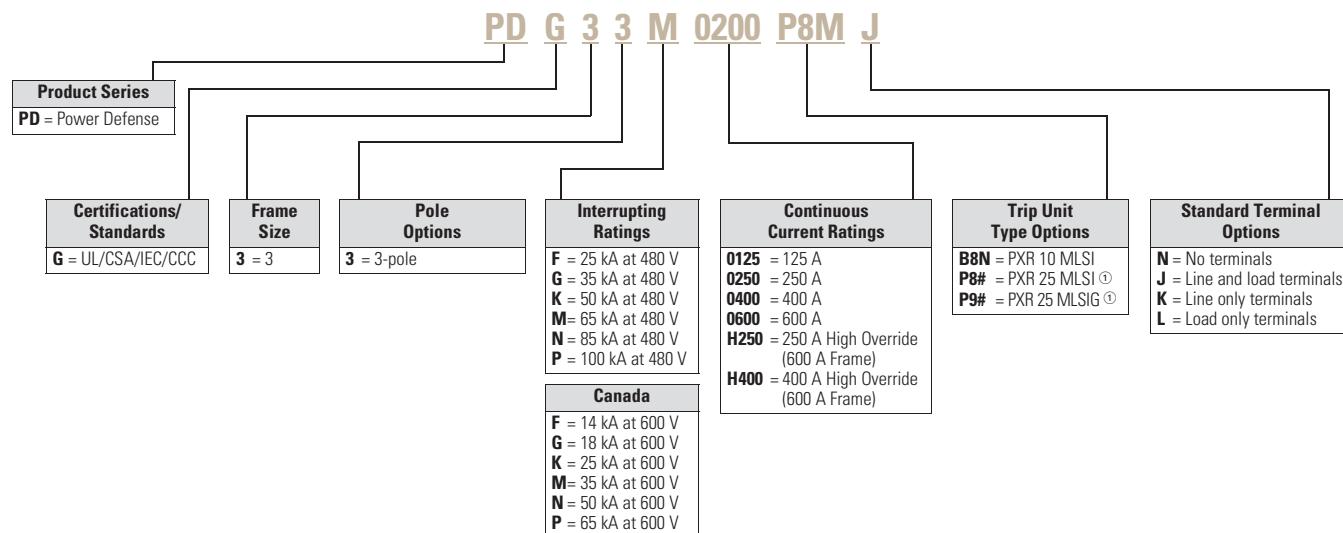 PD G 3 3 M 0200 P8M J
Product Series
PD = Power Defense
Certifications/
Standards
G = UL/CSA/IEC/CCC
Frame
Size
3 = 3
Pole
Options
3 = 3-pole
Interrupting
Ratings
F = 25 kA at 480 V
G = 35 kA at 480 V
K = 50 kA at 480 V
M= 65 kA at 480 V
N = 85 kA at 480 V
P = 100 kA at 480 V
Canada
F = 14 kA at 600 V
G = 18 kA at 600 V
K = 25 kA at 600 V
M= 35 kA at 600 V
N = 50 kA at 600 V
P = 65 kA at 600 V
Continuous
Current Ratings
0125 = 125 A
0250 = 250 A
0400 = 400 A
0600 = 600 A
H250 = 250 A High Override
(600 A Frame)
H400 = 400 A High Override
(600 A Frame)
Trip Unit
Type Options
B8N = PXR 10 MLSI
P8# = PXR 25 MLSI ①
P9# = PXR 25 MLSIG ①
Standard Terminal
Options
N = No terminals
J = Line and load terminals
K = Line only terminals
L = Load only terminals